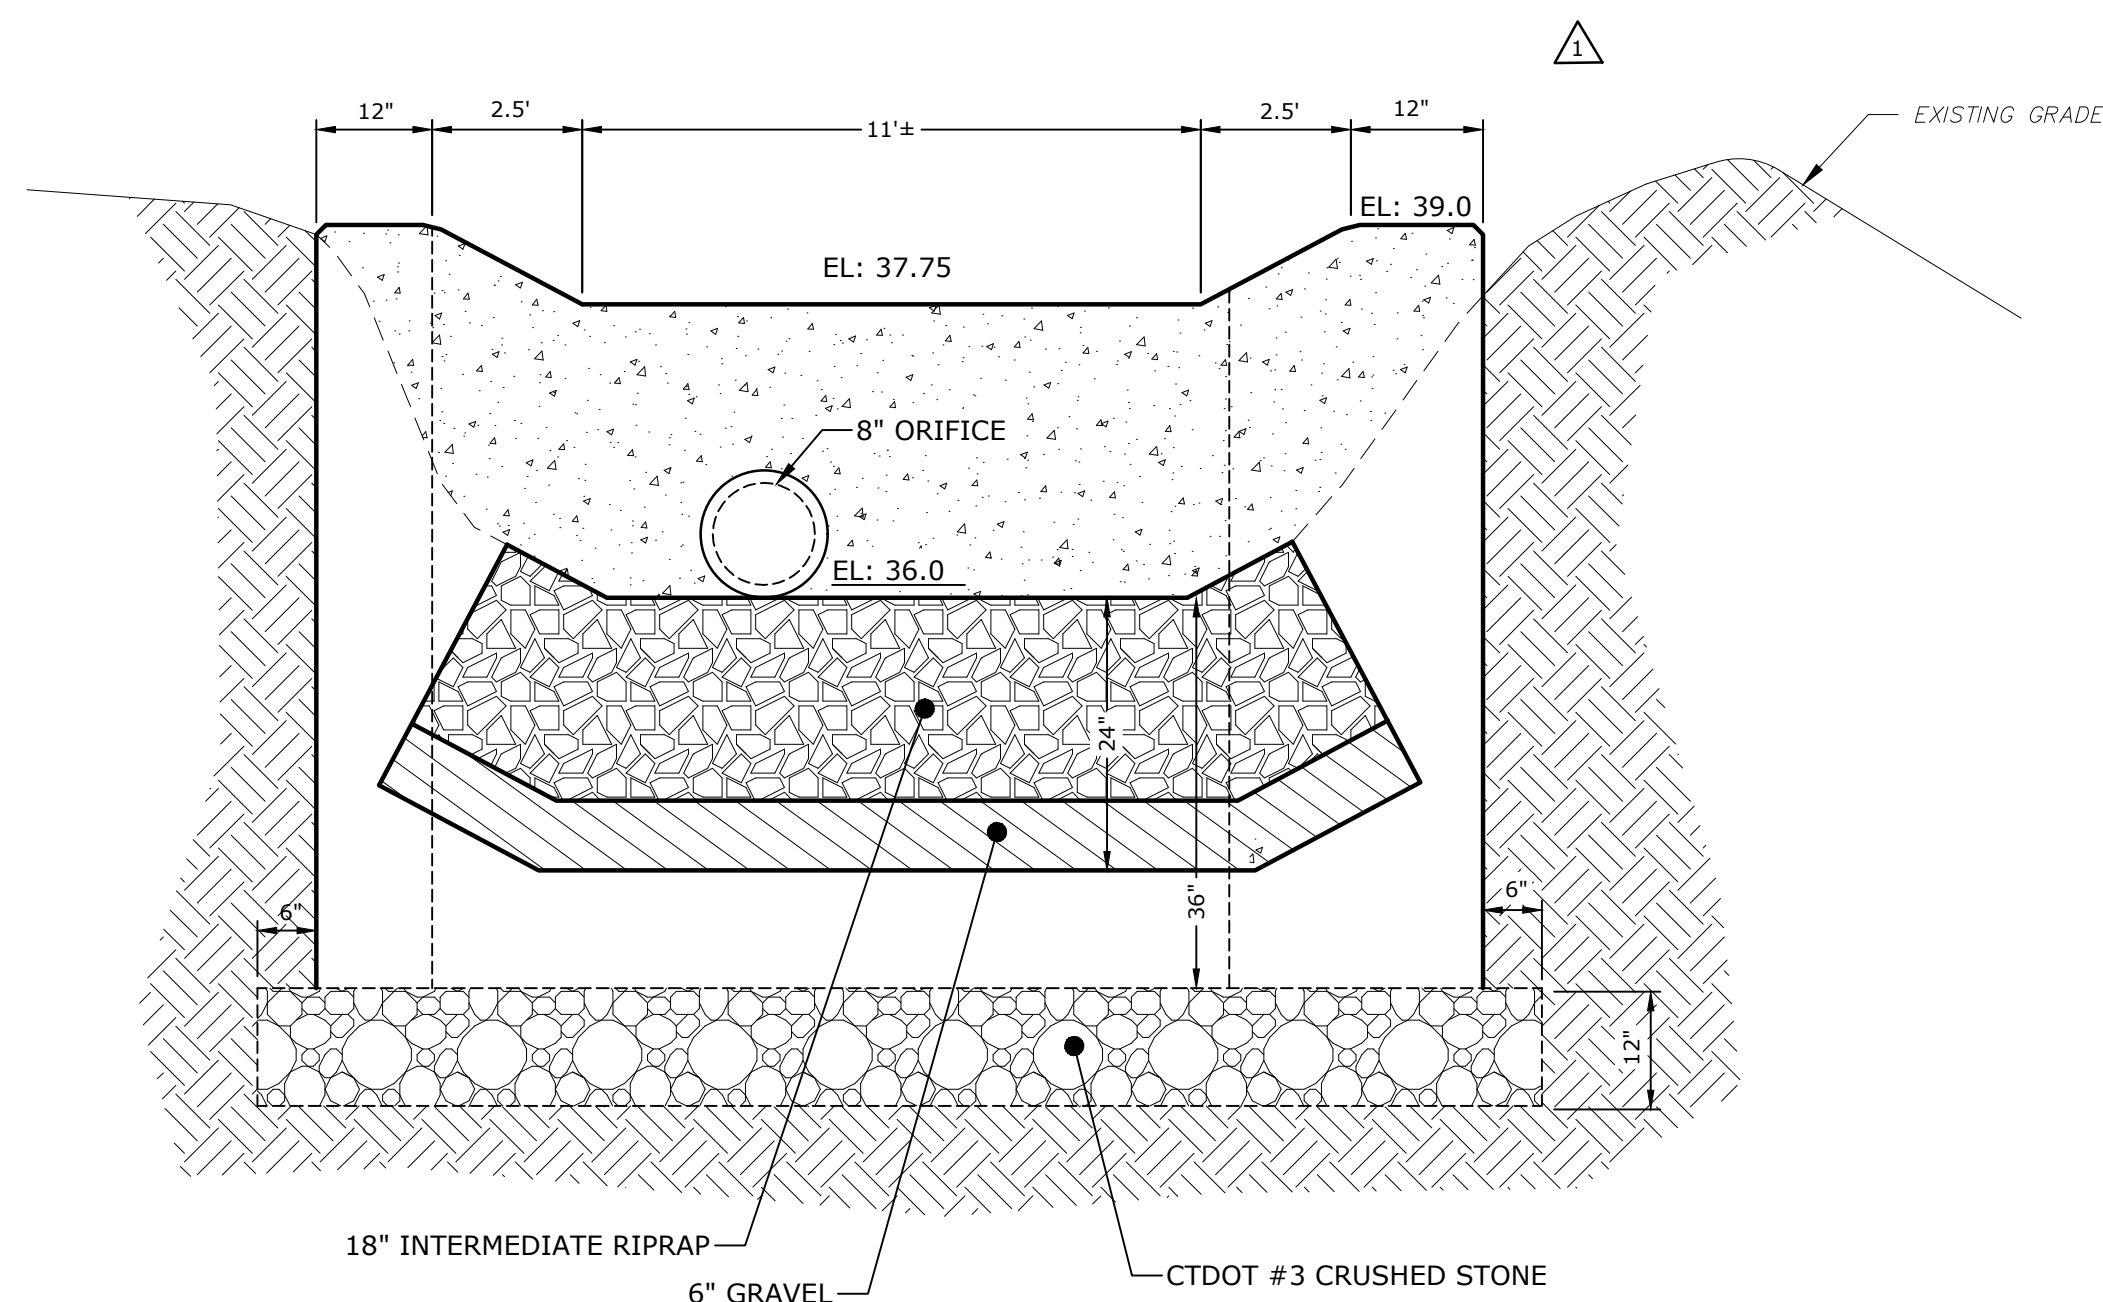 1
12"
2.5'
11'±
2.5'
12"
EXISTING GRADE
EL: 39.0
EL: 37.75
8" ORIFICE
EL: 36.0
24"
36"
6"
6"
12"
18" INTERMEDIATE RIPRAP
6" GRAVEL
CTDOT #3 CRUSHED STONE